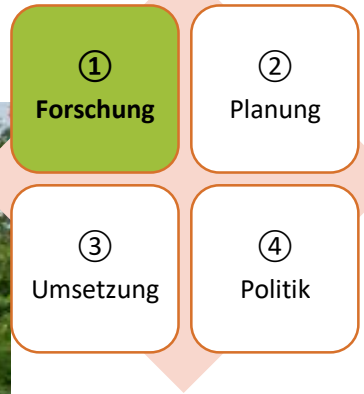 ①
Forschung
②
Planung
③
Umsetzung
④
Politik